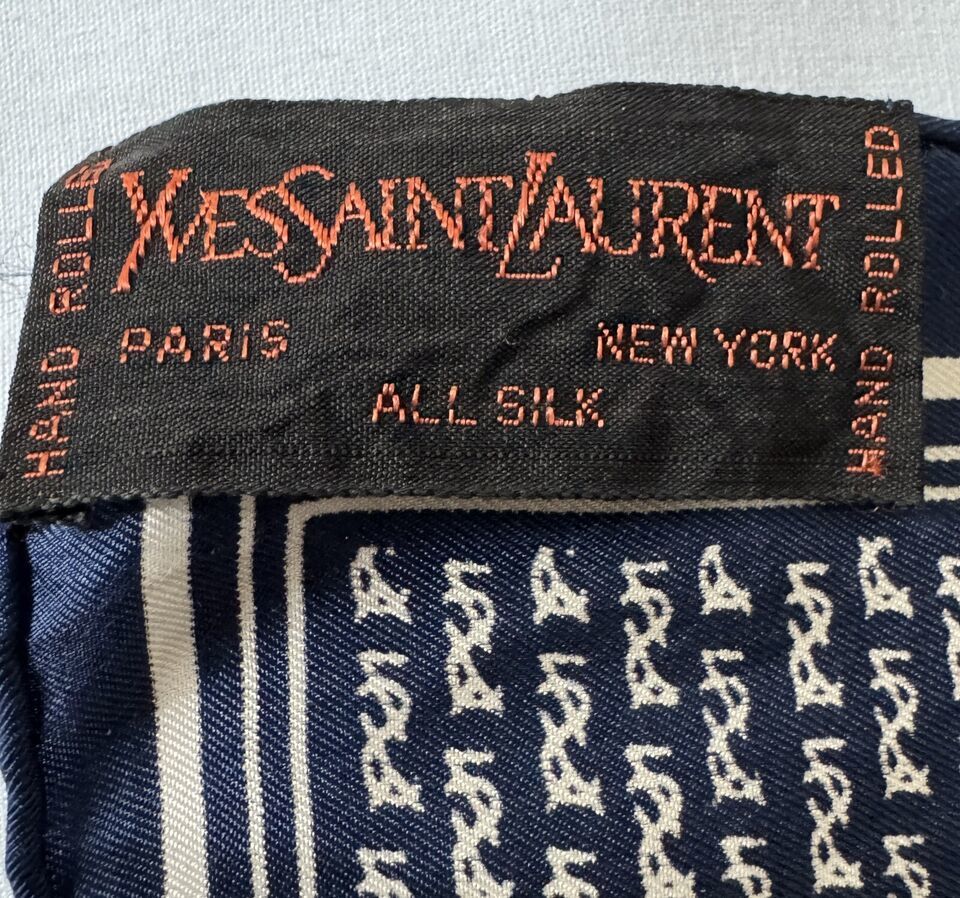 YVES SAINT LAURENT
PARIS NEW YORK
ALL SILK
HAND ROLLED
HAND ROLLED